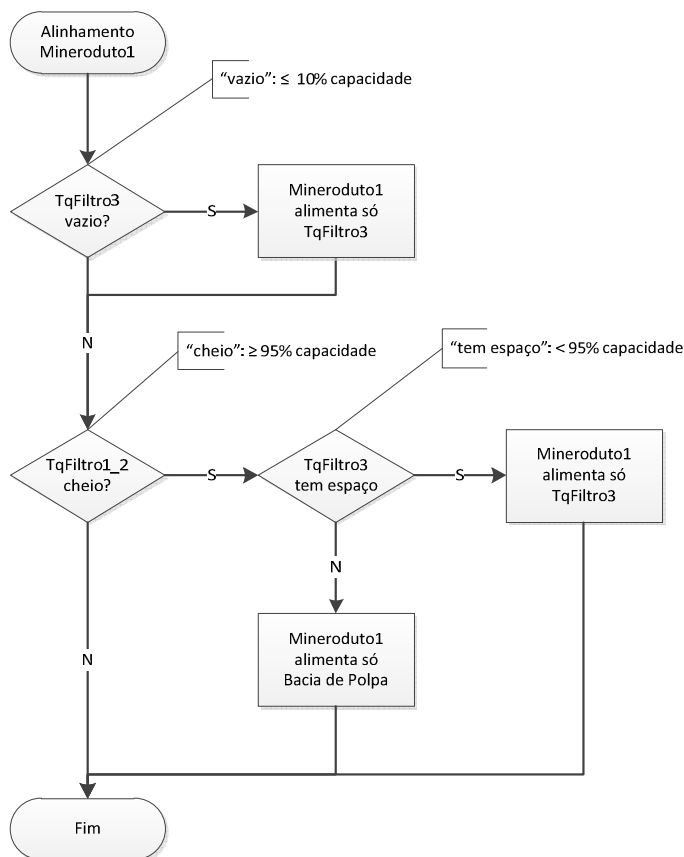 Alinhamento
Mineroduto1
“vazio”: ≤ 10% capacidade
TqFiltro3
vazio?
S
Mineroduto1
alimenta só
TqFiltro3
N
“cheio”: ≥ 95% capacidade
“tem espaço”: < 95% capacidade
TqFiltro1_2
cheio?
S
TqFiltro3
tem espaço
S
Mineroduto1
alimenta só
TqFiltro3
N
Mineroduto1
alimenta só
Bacia de Polpa
N
Fim